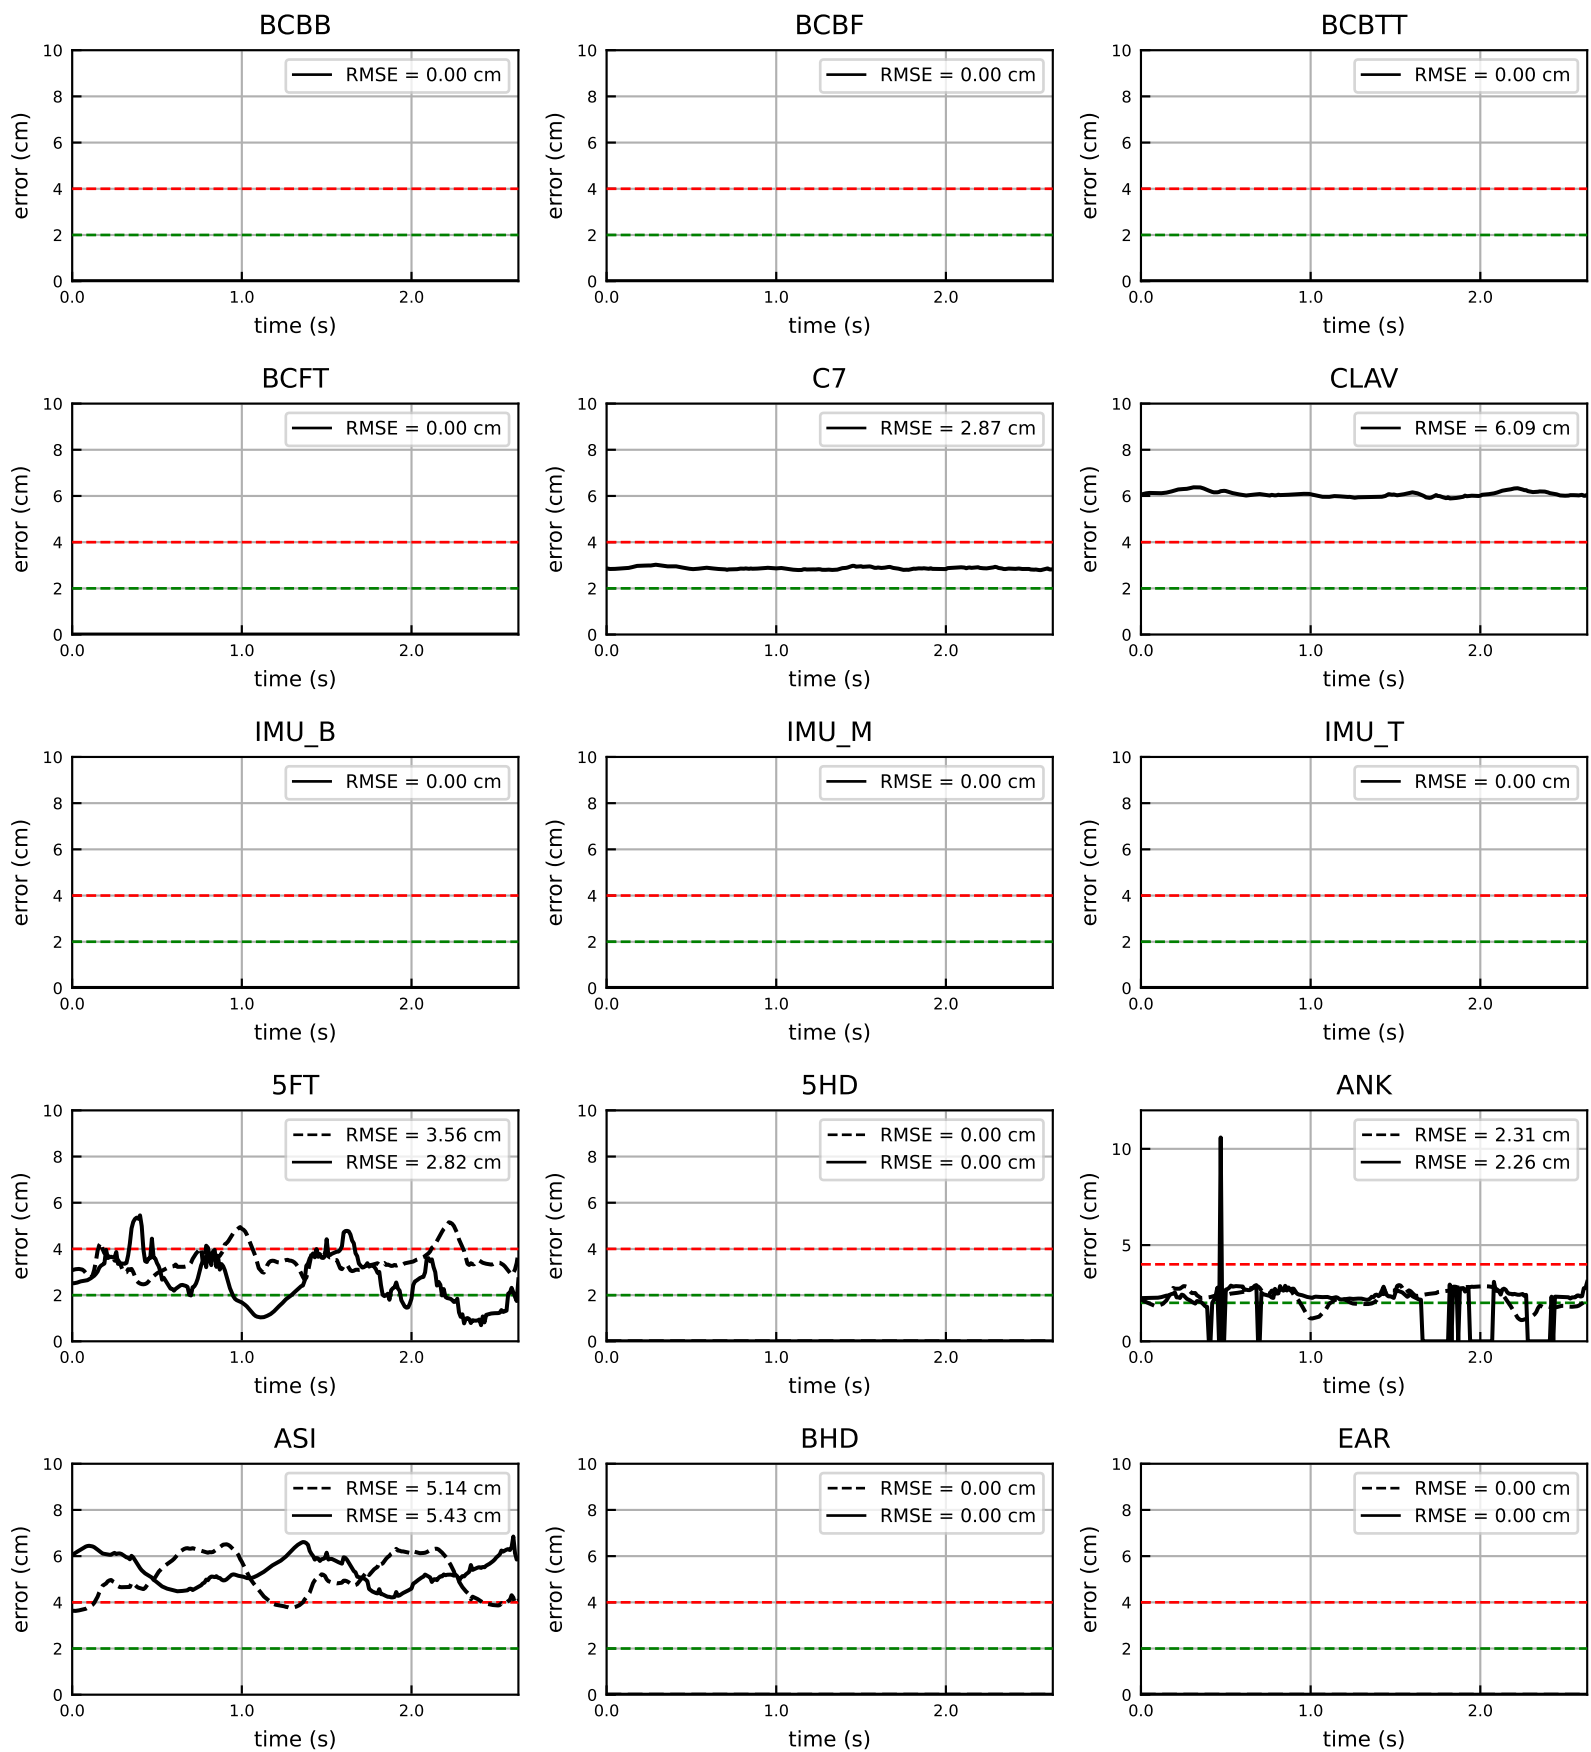 BCBB
BCBF
BCBTT
RMSE = 0.00 cm
RMSE = 0.00 cm
RMSE = 0.00 cm
error (cm)
10
8
6
4
2
0
0.0 1.0 2.0
time (s)
error (cm)
10
8
6
4
2
0
0.0 1.0 2.0
time (s)
error (cm)
10
8
6
4
2
0
0.0 1.0 2.0
time (s)
BCFT
C7
CLAV
RMSE = 0.00 cm
RMSE = 2.87 cm
RMSE = 6.09 cm
error (cm)
10
8
6
4
2
0
0.0 1.0 2.0
time (s)
error (cm)
10
8
6
4
2
0
0.0 1.0 2.0
time (s)
error (cm)
10
8
6
4
2
0
0.0 1.0 2.0
time (s)
IMU_B
IMU_M
IMU_T
RMSE = 0.00 cm
RMSE = 0.00 cm
RMSE = 0.00 cm
error (cm)
10
8
6
4
2
0
0.0 1.0 2.0
time (s)
error (cm)
10
8
6
4
2
0
0.0 1.0 2.0
time (s)
error (cm)
10
8
6
4
2
0
0.0 1.0 2.0
time (s)
5FT
5HD
ANK
RMSE = 3.56 cm
RMSE = 2.82 cm
RMSE = 0.00 cm
RMSE = 0.00 cm
RMSE = 2.31 cm
RMSE = 2.26 cm
error (cm)
10
8
6
4
2
0
0.0 1.0 2.0
time (s)
error (cm)
10
8
6
4
2
0
0.0 1.0 2.0
time (s)
error (cm)
10
5
0
0.0 1.0 2.0
time (s)
ASI
BHD
EAR
RMSE = 5.14 cm
RMSE = 5.43 cm
RMSE = 0.00 cm
RMSE = 0.00 cm
RMSE = 0.00 cm
RMSE = 0.00 cm
error (cm)
10
8
6
4
2
0
0.0 1.0 2.0
time (s)
error (cm)
10
8
6
4
2
0
0.0 1.0 2.0
time (s)
error (cm)
10
8
6
4
2
0
0.0 1.0 2.0
time (s)